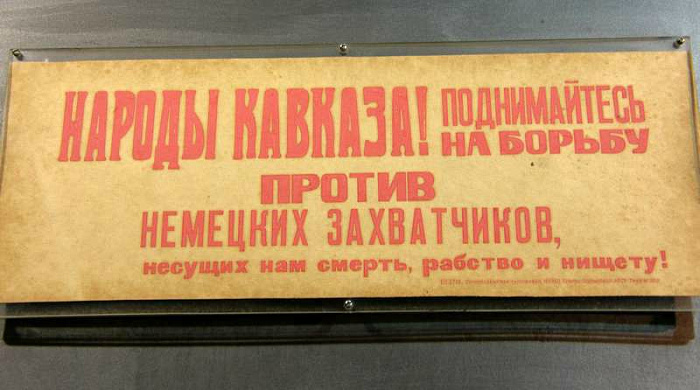 НАРОДЫ КАВКАЗА! ПОДНИМАЙТЕСЬ
НА БОРЬБУ
ПРОТИВ
НЕМЕЦКИХ ЗАХВАТЧИКОВ,
несущих нам смерть, рабство и нищету!